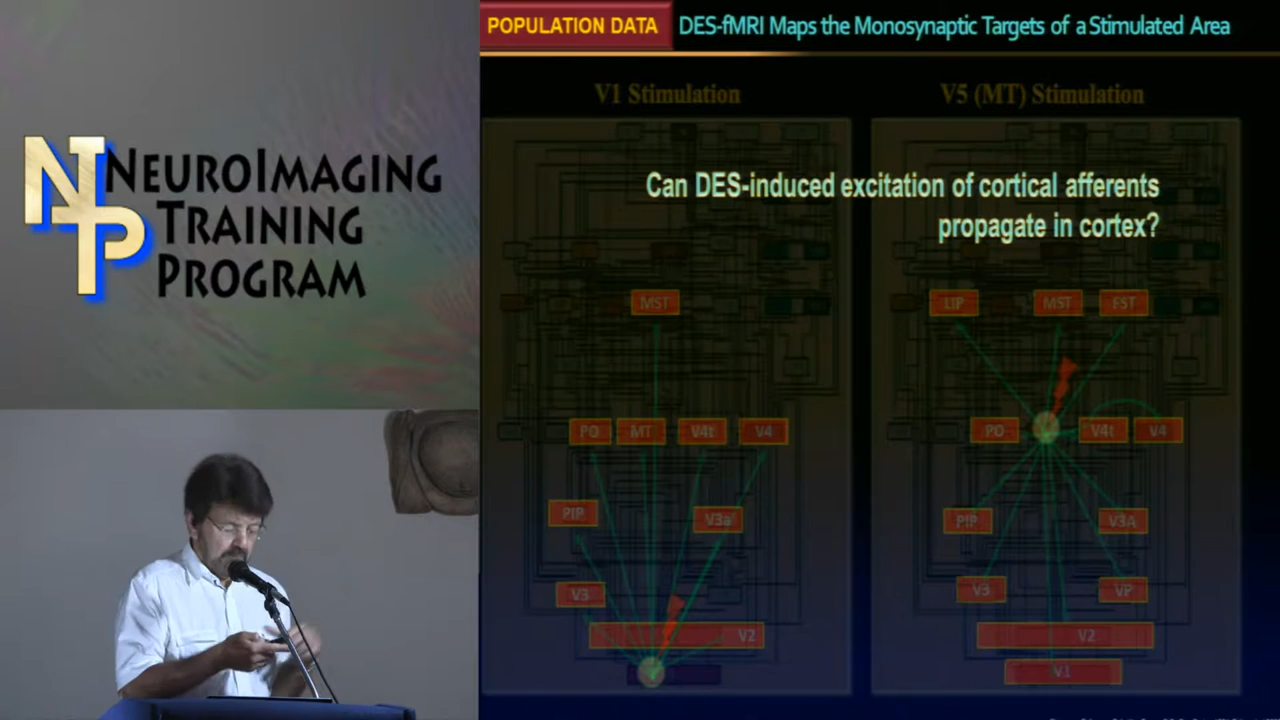 NTP
NEUROIMAGING
TRAINING
PROGRAM
POPULATION DATA
DES-fMRI Maps the Monosynaptic Targets of a Stimulated Area
V1 Stimulation
V5 (MT) Stimulation
Can DES-induced excitation of cortical afferents
propagate in cortex?
MST
PO MT V4t V4
PIP V3a
V3
V2
LIP MST FST
PO V4t V4
PIP V3A
V3 VP
V2
V1